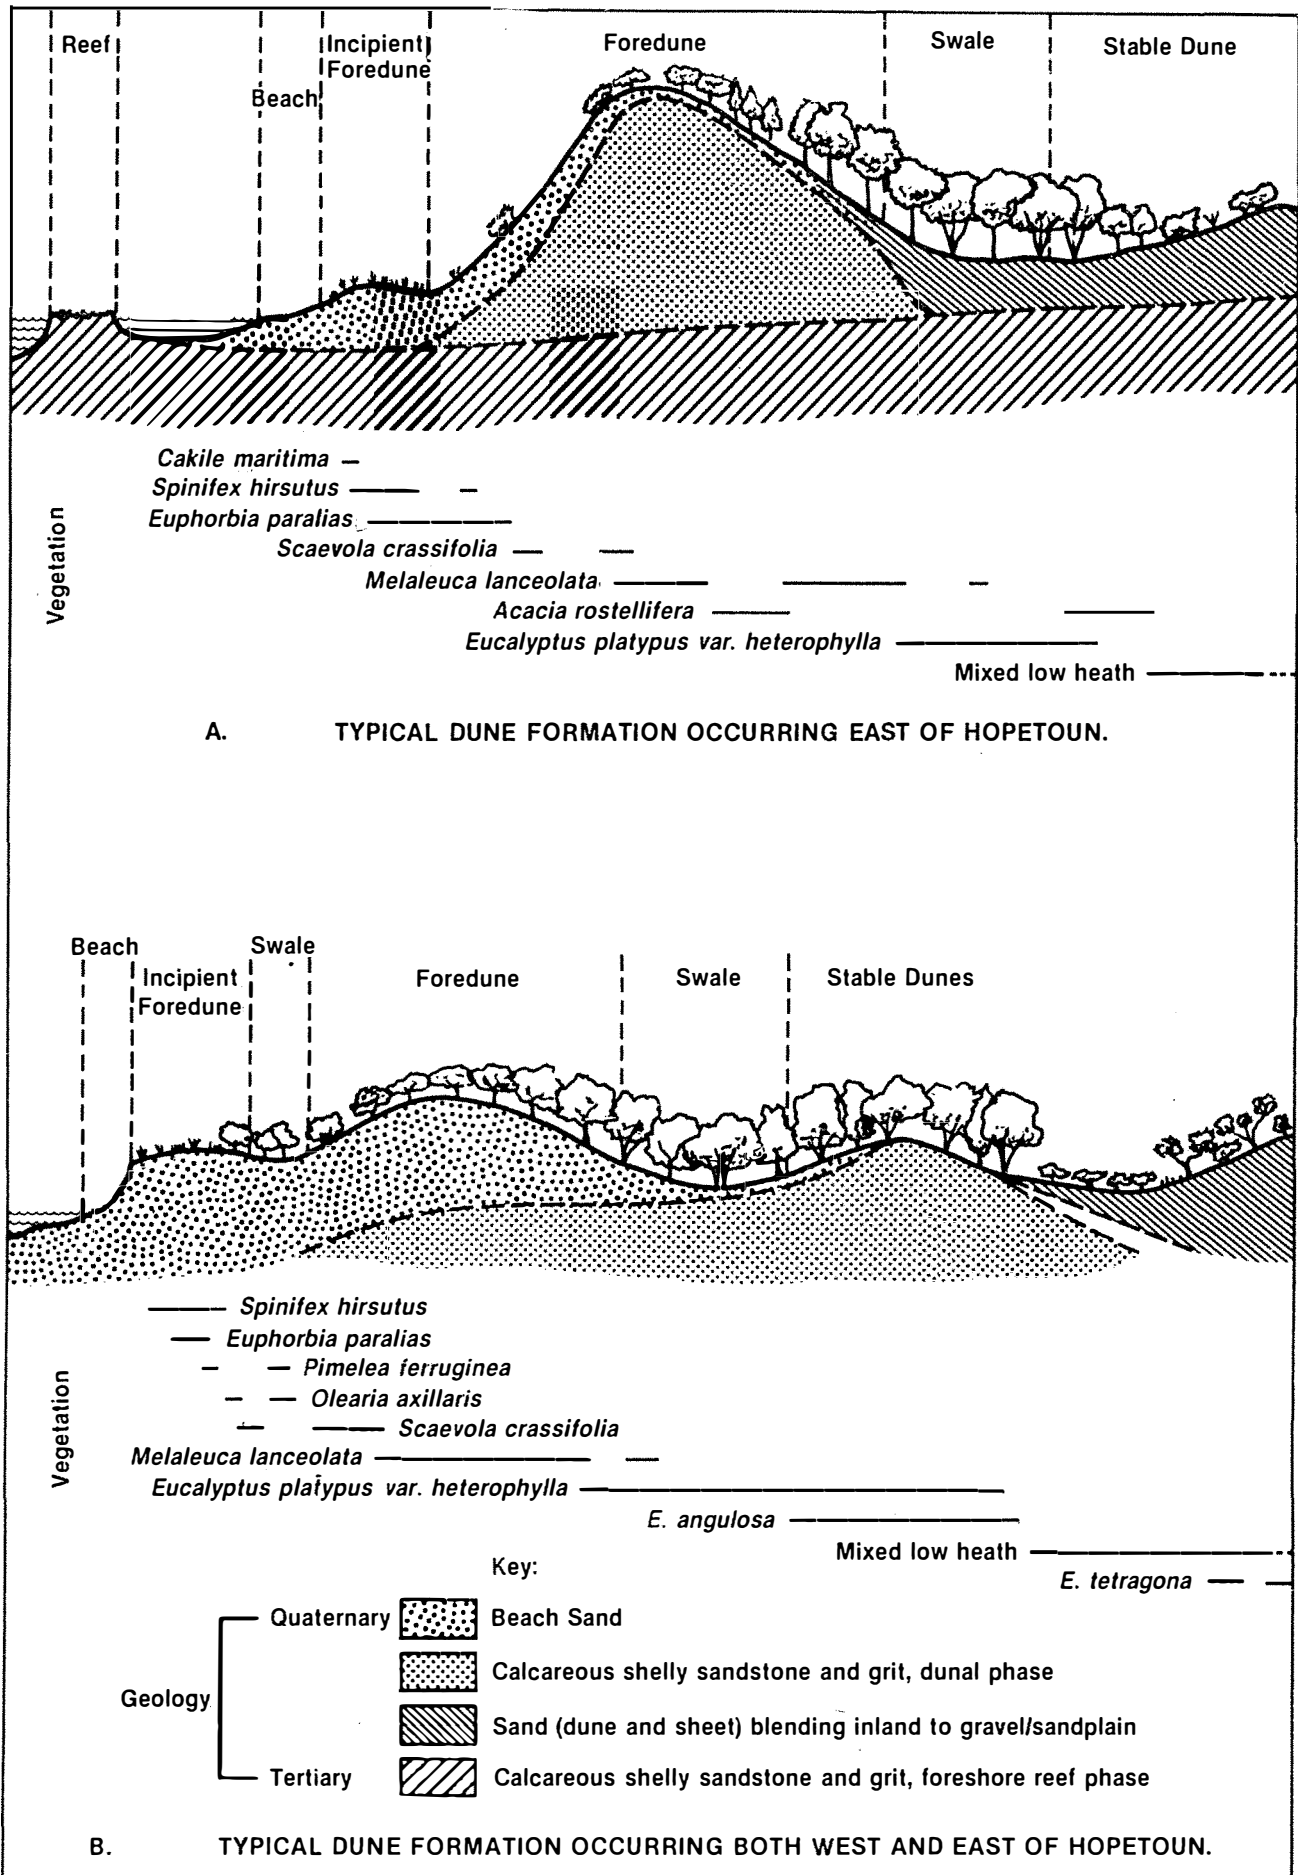 Reef
Incipient
Foredune
Beach
Foredune
Swale
Stable Dune
Vegetation
Cakile maritima
Spinifex hirsutus
Euphorbia paralias
Scaevola crassifolia
Melaleuca lanceolata
Acacia rostellifera
Eucalyptus platypus var. heterophylla
Mixed low heath
A. TYPICAL DUNE FORMATION OCCURRING EAST OF HOPETOUN.
Beach
Incipient
Foredune
Swale
Foredune
Swale
Stable Dunes
Vegetation
Spinifex hirsutus
Euphorbia paralias
Pimelea ferruginea
Olearia axillaris
Scaevola crassifolia
Melaleuca lanceolata
Eucalyptus platypus var. heterophylla
E. angulosa
Mixed low heath
E. tetragona
Key:
Geology
Quaternary
Beach Sand
Calcareous shelly sandstone and grit, dunal phase
Sand (dune and sheet) blending inland to gravel/sandplain
Tertiary
Calcareous shelly sandstone and grit, foreshore reef phase
B. TYPICAL DUNE FORMATION OCCURRING BOTH WEST AND EAST OF HOPETOUN.